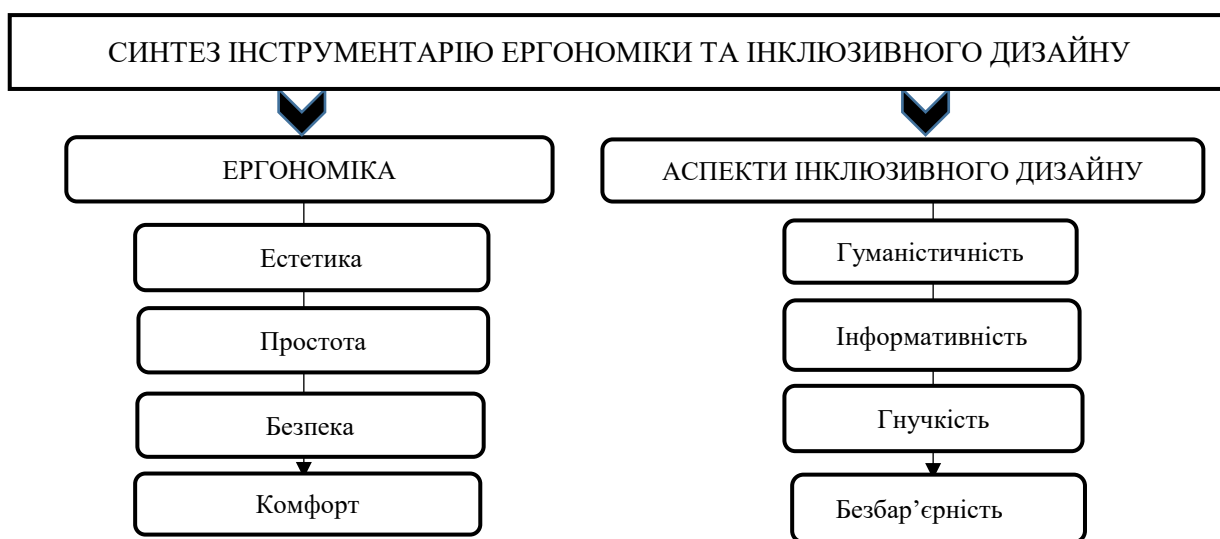 СИНТЕЗ ІНСТРУМЕНТАРІЮ ЕРГОНОМІКИ ТА ІНКЛЮЗИВНОГО ДИЗАЙНУ
ЕРГОНОМІКА
Естетика
Простота
Безпека
Комфорт
АСПЕКТИ ІНКЛЮЗИВНОГО ДИЗАЙНУ
Гуманістичність
Інформативність
Гнучкість
Безбар’єрність